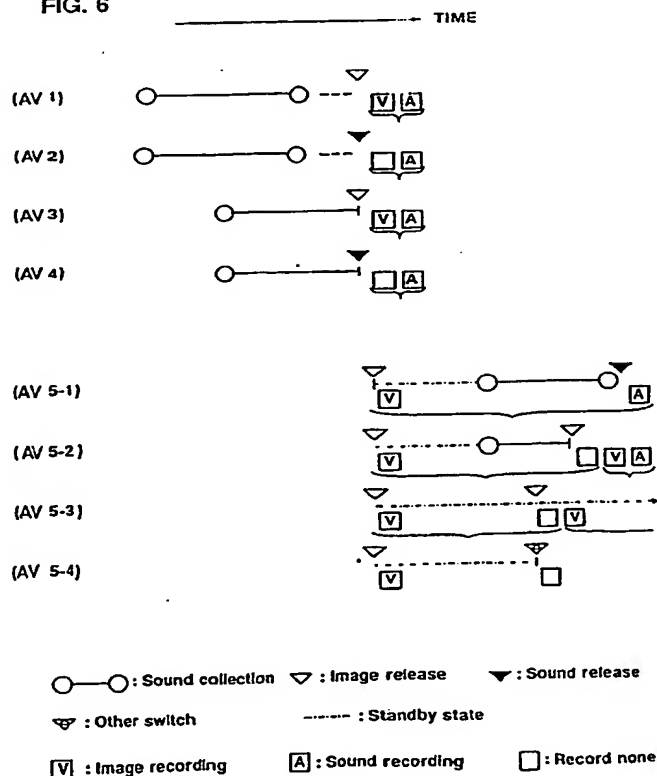 FIG. 6
TIME
(AV 1)
V A
(AV 2)
A
(AV 3)
V A
(AV 4)
A
(AV 5-1)
V A
(AV 5-2)
V V A
(AV 5-3)
V V
(AV 5-4)
V
: Sound collection : Image release : Sound release
: Other switch : Standby state
V : Image recording A : Sound recording : Record none